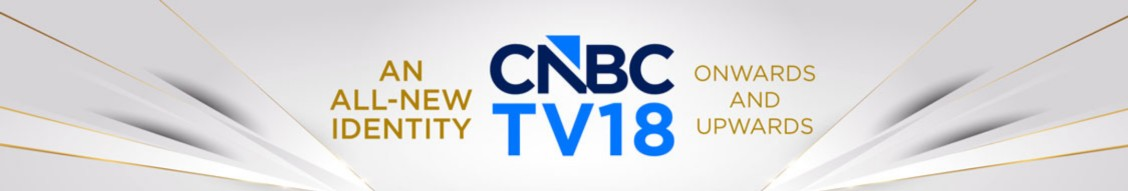 AN
ALL-NEW
IDENTITY
CNBC
TV18
ONWARDS
AND
UPWARDS